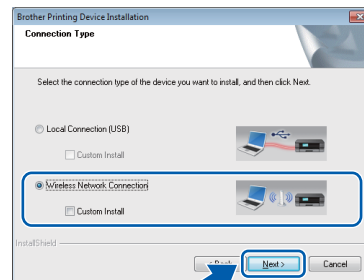 Brother Printing Device Installation
Connection Type
Select the connection type of the device you want to install, and then click Next.
Local Connection (USB)
Custom Install
Wireless Network Connection
Custom Install
InstallShield
Next >
Cancel